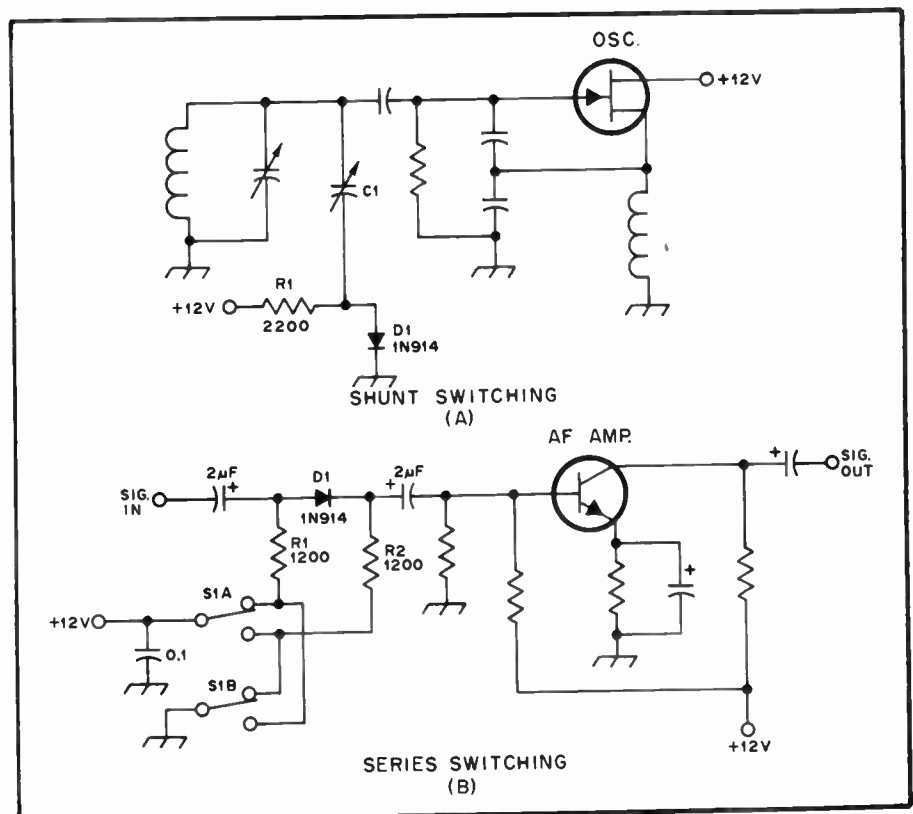 OSC.
+12V
C1
R1
+12V
2200
D1
1N914
SHUNT SWITCHING
(A)
AF AMP.
2µF
+
D1
+
2µF
+
SIG.
OUT
SIG.
IN
1N914
R1
1200
R2
1200
+
S1A
+12V
0.1
S1B
+12V
SERIES SWITCHING
(B)